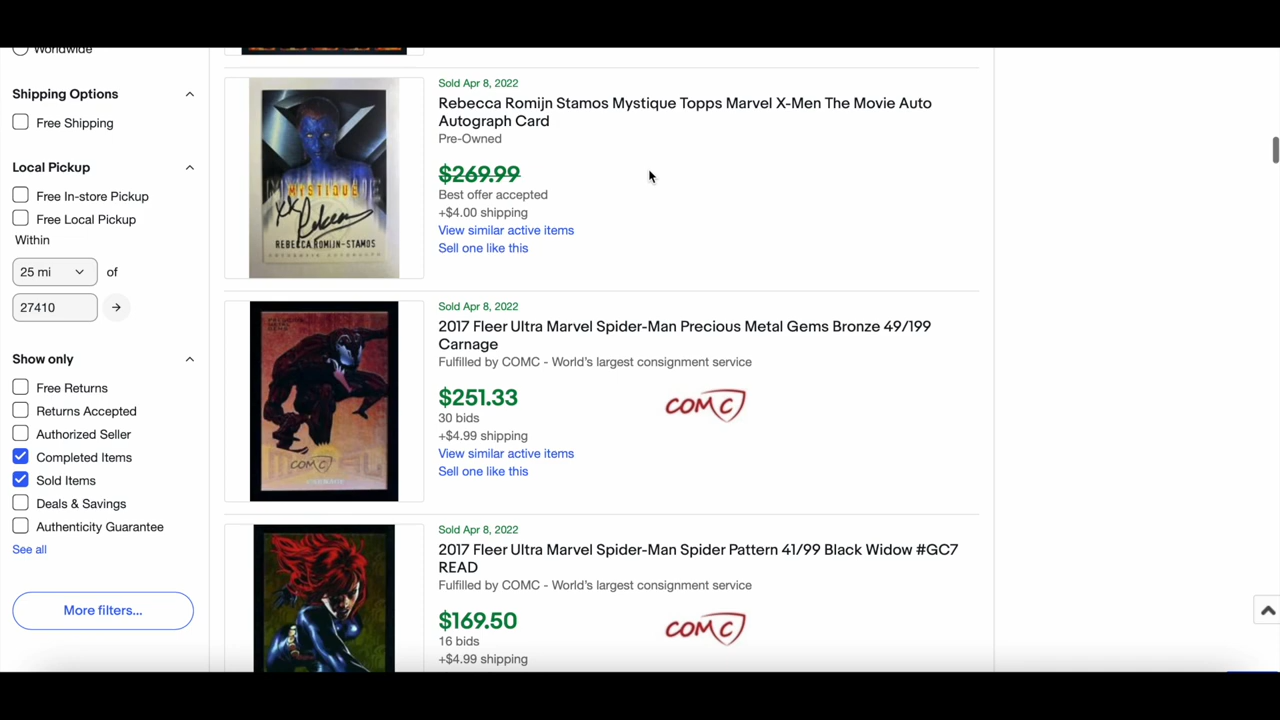 Worldwide
Shipping Options
Free Shipping
Local Pickup
Free In-store Pickup
Free Local Pickup
Within
25 mi
of
27410
Show only
Free Returns
Returns Accepted
Authorized Seller
Completed Items
Sold Items
Deals & Savings
Authenticity Guarantee
See all
More filters...
MYSTIQUE
Rebecca
REBECCA ROMIJN-STAMOS
Sold Apr 8, 2022
Rebecca Romijn Stamos Mystique Topps Marvel X-Men The Movie Auto
Autograph Card
Pre-Owned
$269.99
Best offer accepted
+$4.00 shipping
View similar active items
Sell one like this
COMC
Sold Apr 8, 2022
2017 Fleer Ultra Marvel Spider-Man Precious Metal Gems Bronze 49/199
Carnage
Fulfilled by COMC - World's largest consignment service
$251.33
30 bids
+$4.99 shipping
View similar active items
Sell one like this
COMC
Sold Apr 8, 2022
2017 Fleer Ultra Marvel Spider-Man Spider Pattern 41/99 Black Widow #GC7
READ
Fulfilled by COMC - World's largest consignment service
$169.50
16 bids
+$4.99 shipping
COMC